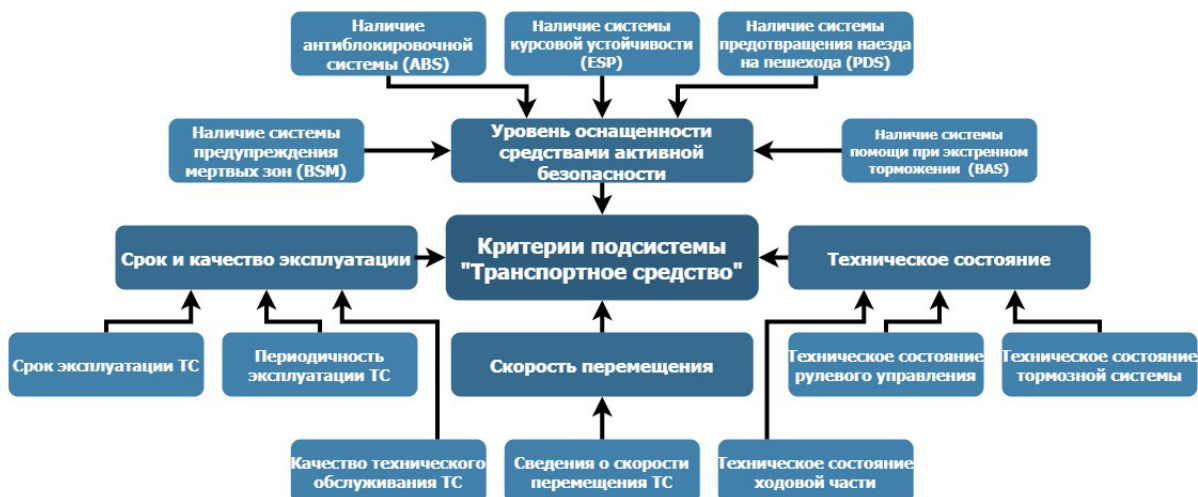 Наличие
антиблокировочной
системы (ABS)
Наличие системы
курсовой устойчивости
(ESP)
Наличие системы
предотвращения наезда
на пешехода (PDS)
Наличие системы
предупреждения
мертвых зон (BSM)
Уровень оснащенности
средствами активной
безопасности
Наличие системы
помощи при экстренном
торможении (BAS)
Срок и качество эксплуатации
Критерии подсистемы
"Транспортное средство"
Техническое состояние
Срок эксплуатации ТС
Периодичность
эксплуатации ТС
Скорость перемещения
Техническое состояние
рулевого управления
Техническое состояние
тормозной системы
Качество технического
обслуживания ТС
Сведения о скорости
перемещения ТС
Техническое состояние
ходовой части